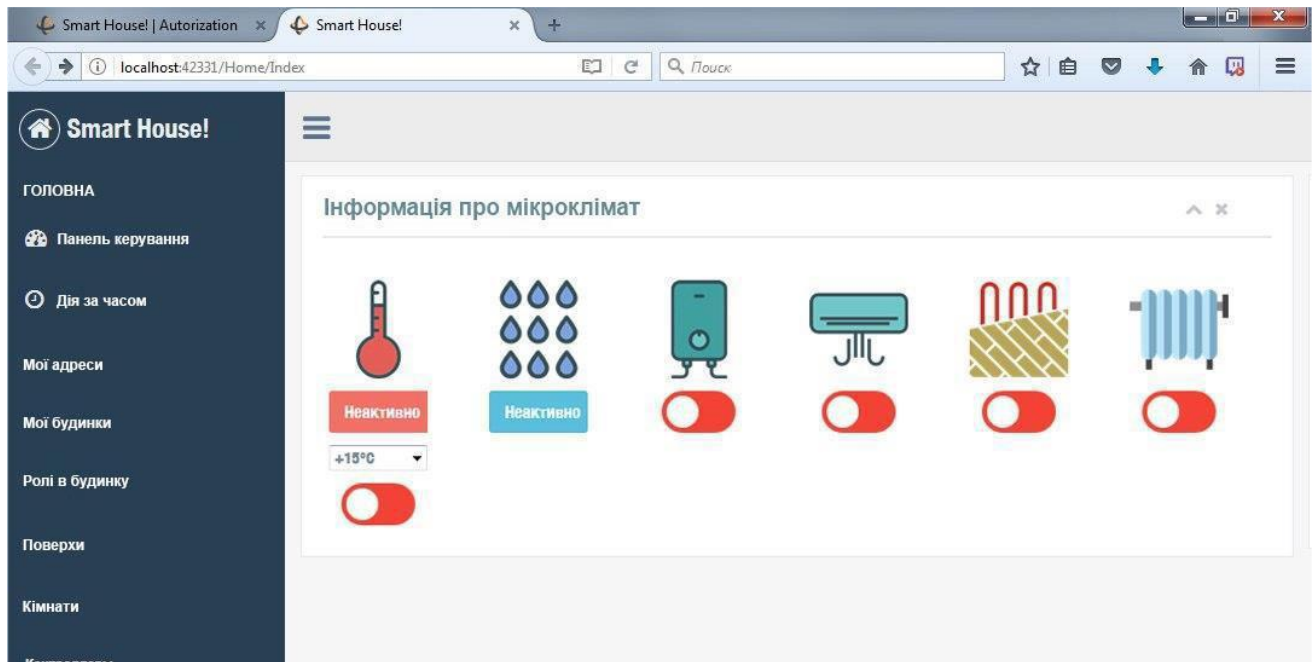 Smart House! | Autorization
Smart House!
localhost:42331/Home/Index
Поиск
Smart House!
ГОЛОВНА
Панель керування
Дія за часом
Мої адреси
Мої будинки
Ролі в будинку
Поверхи
Кімнати
Інформація про мікроклімат
Неактивно
Неактивно
+15°C